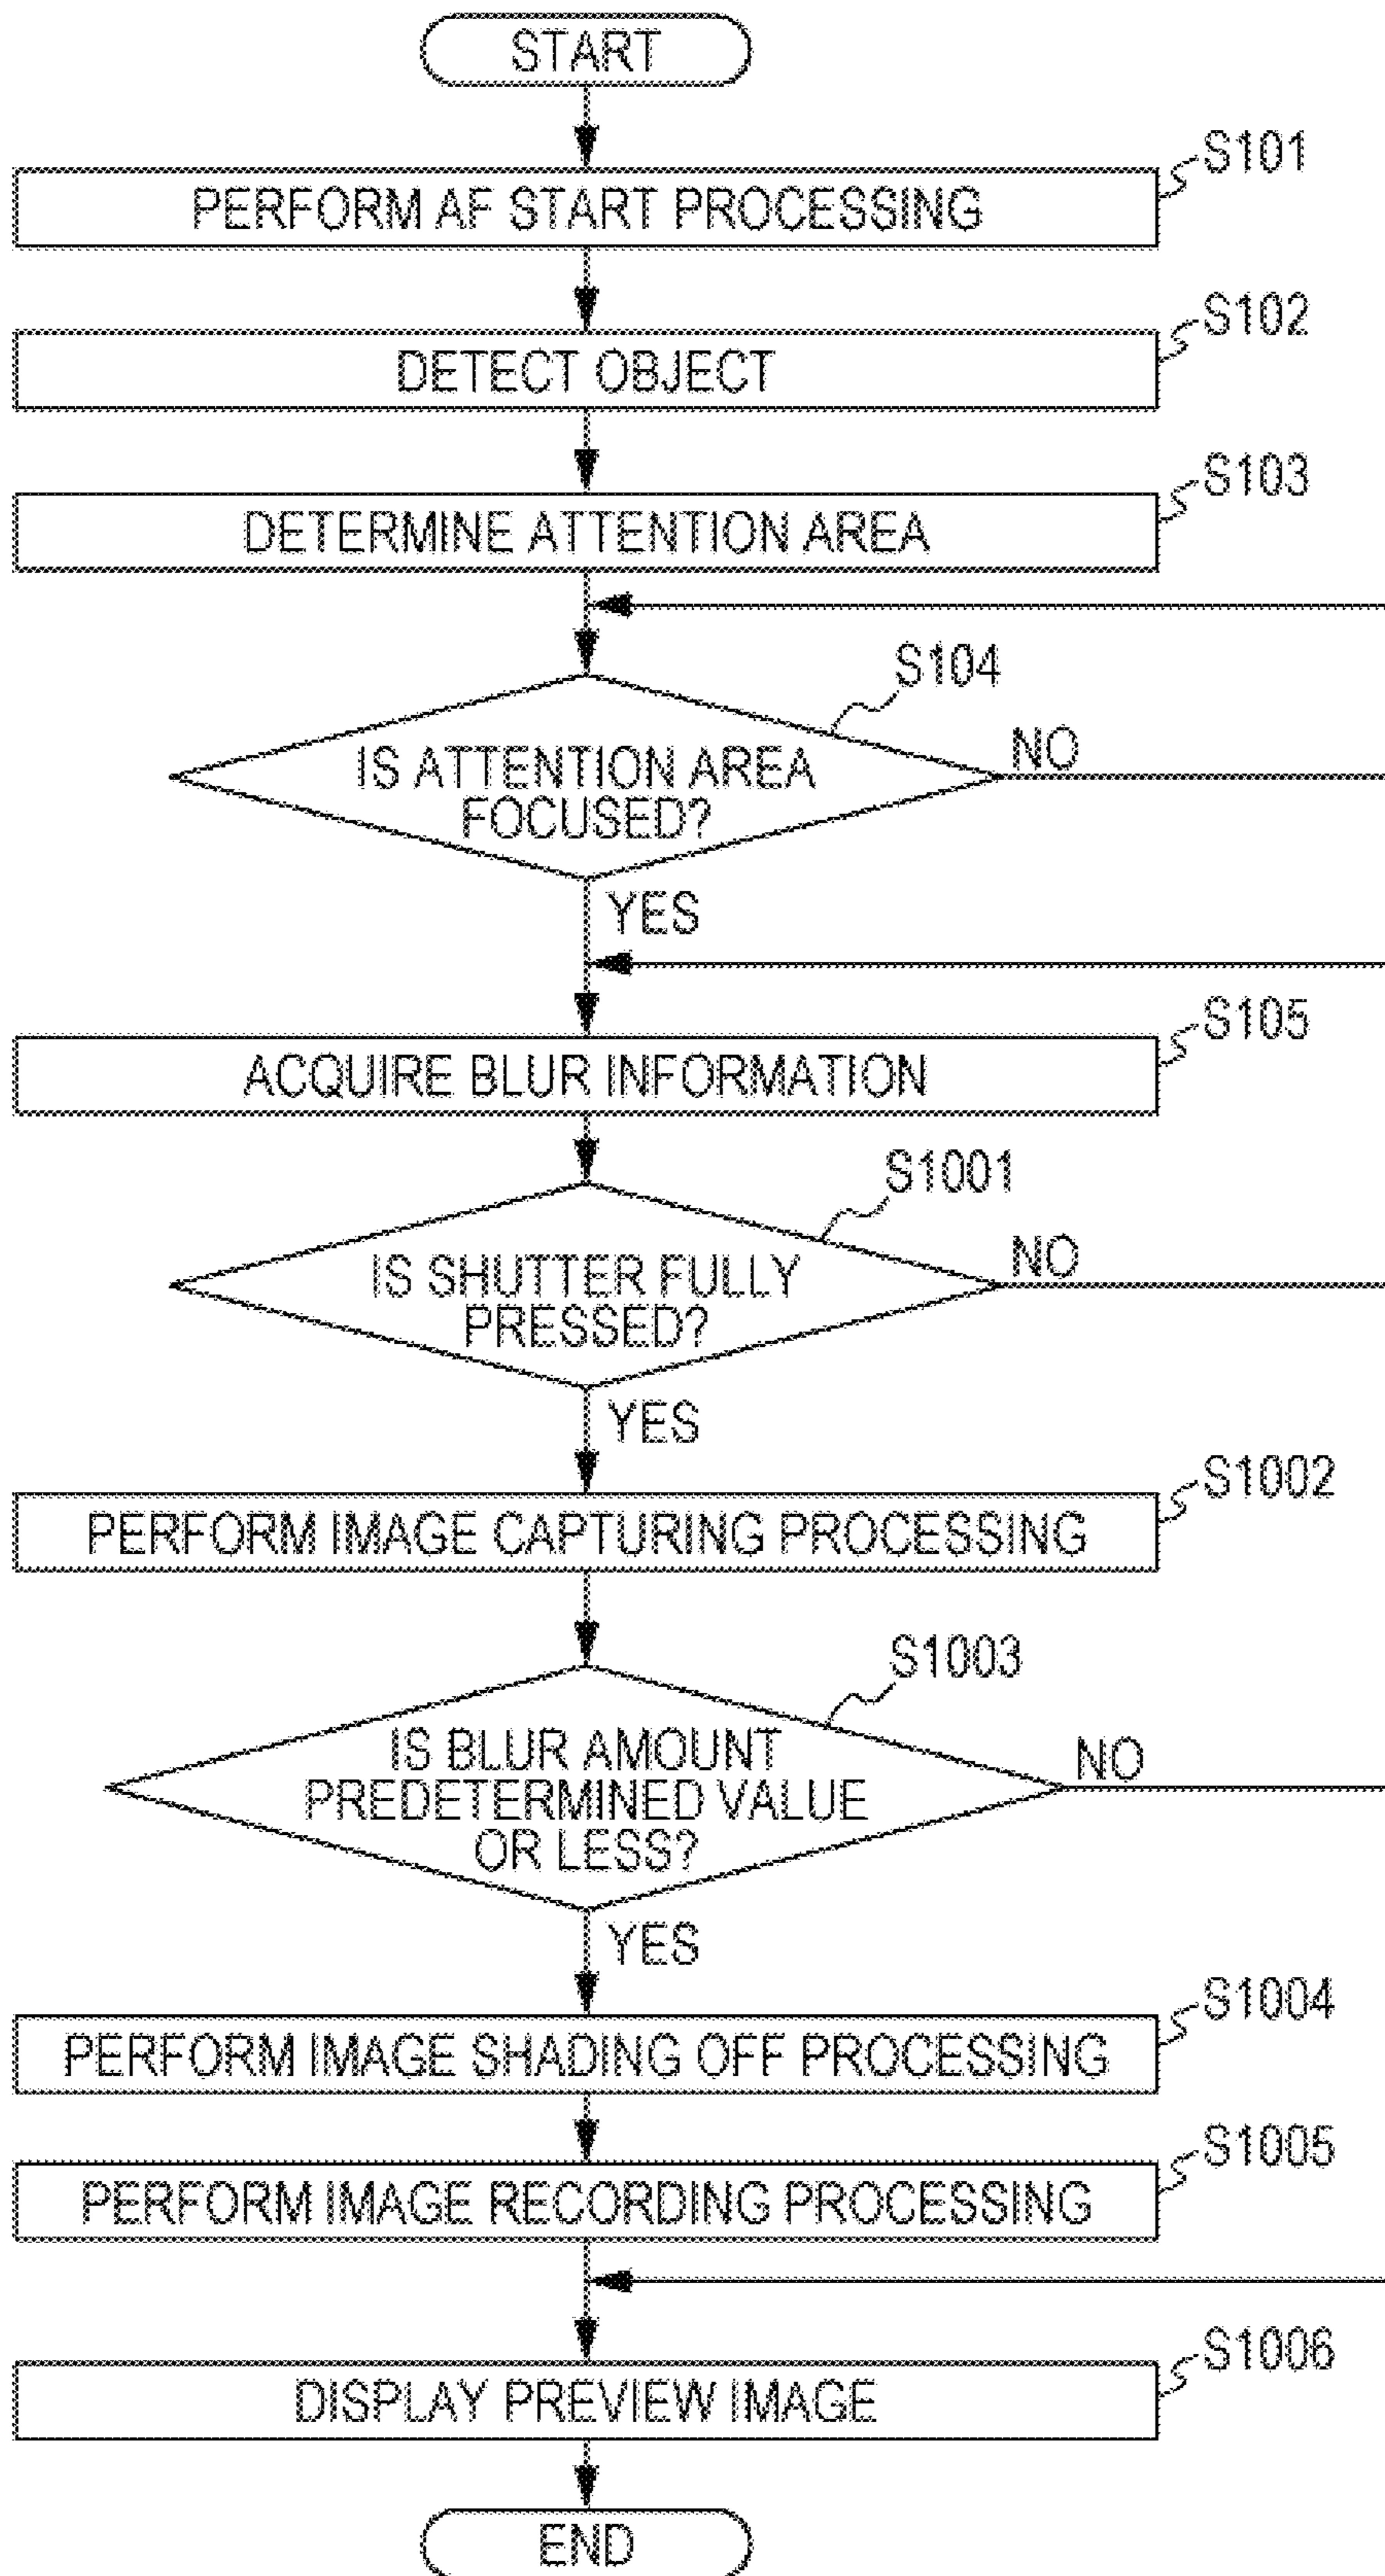 START
S101
PERFORM AF START PROCESSING
S102
DETECT OBJECT
S103
DETERMINE ATTENTION AREA
S104
IS ATTENTION AREA
FOCUSED?
NO
YES
S105
ACQUIRE BLUR INFORMATION
S1001
IS SHUTTER FULLY
PRESSED?
NO
YES
S1002
PERFORM IMAGE CAPTURING PROCESSING
S1003
IS BLUR AMOUNT
PREDETERMINED VALUE
OR LESS?
NO
YES
S1004
PERFORM IMAGE SHADING OFF PROCESSING
S1005
PERFORM IMAGE RECORDING PROCESSING
S1006
DISPLAY PREVIEW IMAGE
END